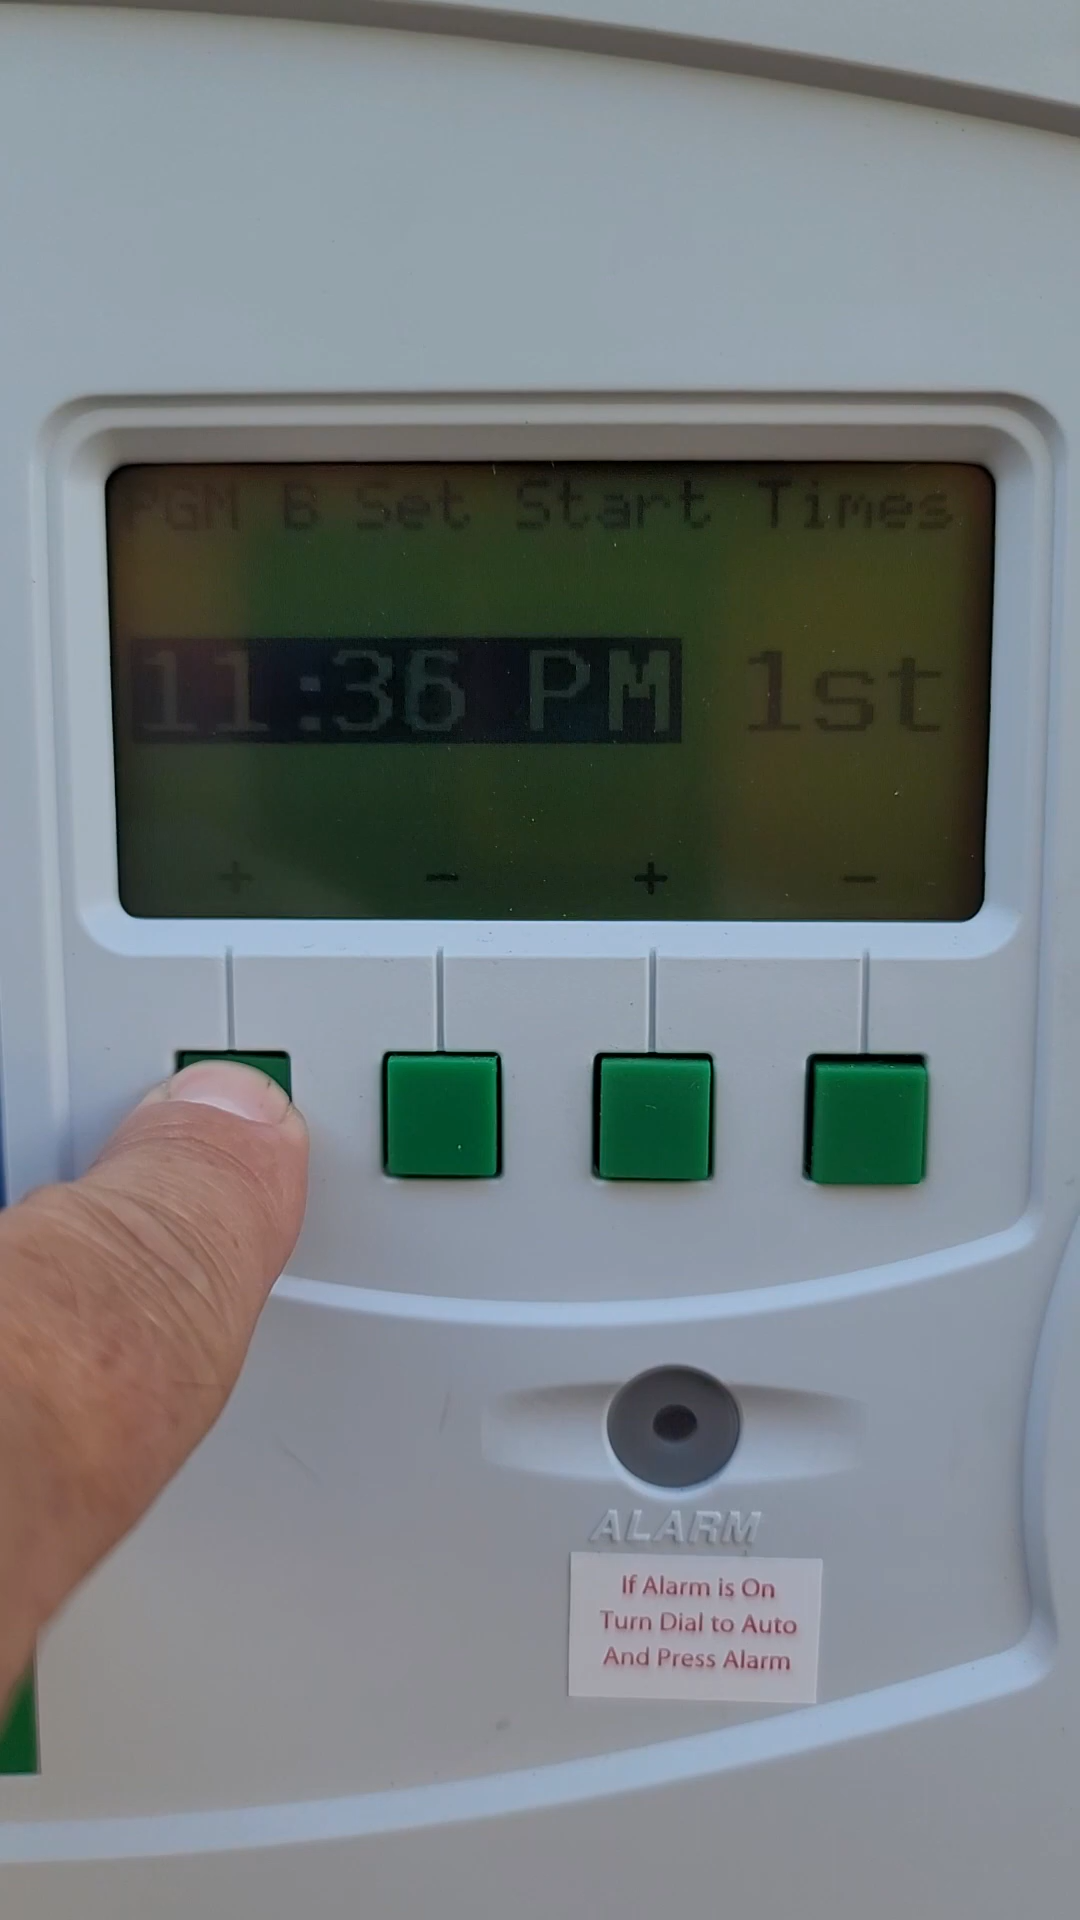 PGM B Set Start Times
11:36 PM 1st
+ - + -
ALARM
If Alarm is On
Turn Dial to Auto
And Press Alarm